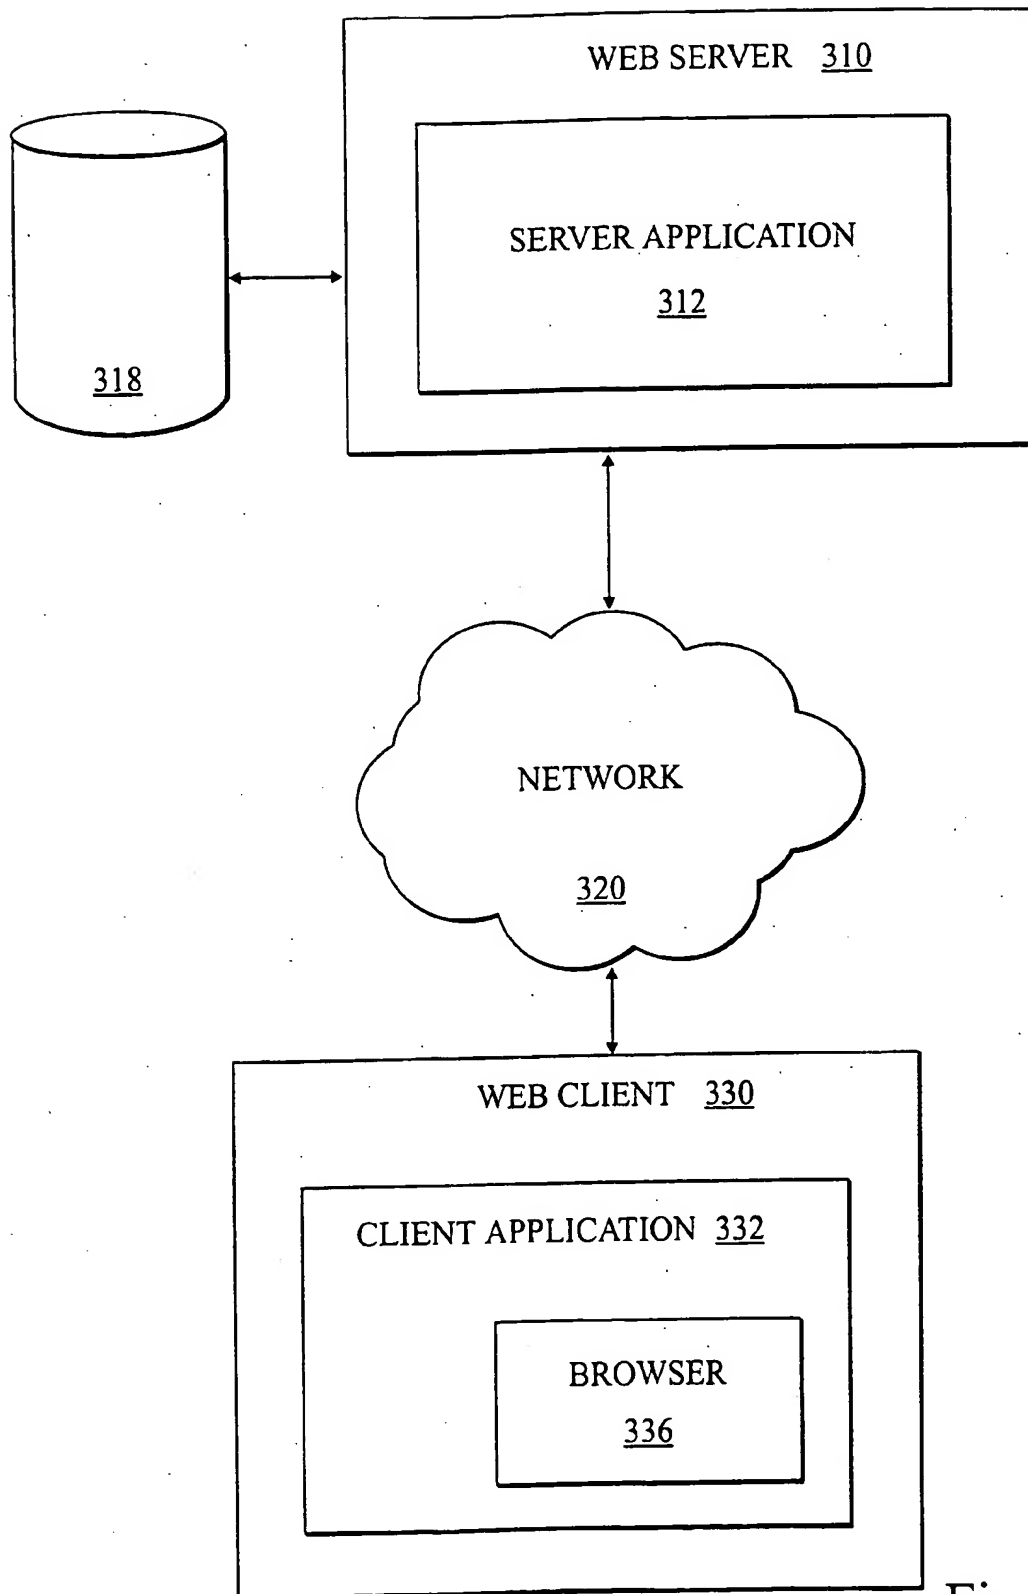 WEB SERVER 310
SERVER APPLICATION
312
318
NETWORK
320
WEB CLIENT 330
CLIENT APPLICATION 332
BROWSER
336